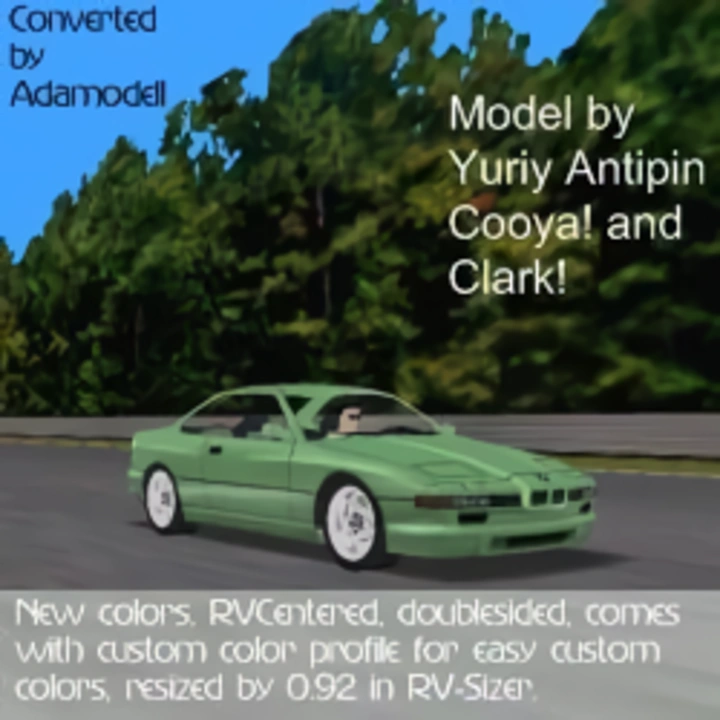 Converted
by
Adamodell
Model by
Yuriy Antipin
Cooya! and
Clark!
New colors, RVCentered, doublesided, comes
with custom color profile for easy custom
colors, resized by 0.92 in RV-Sizer.